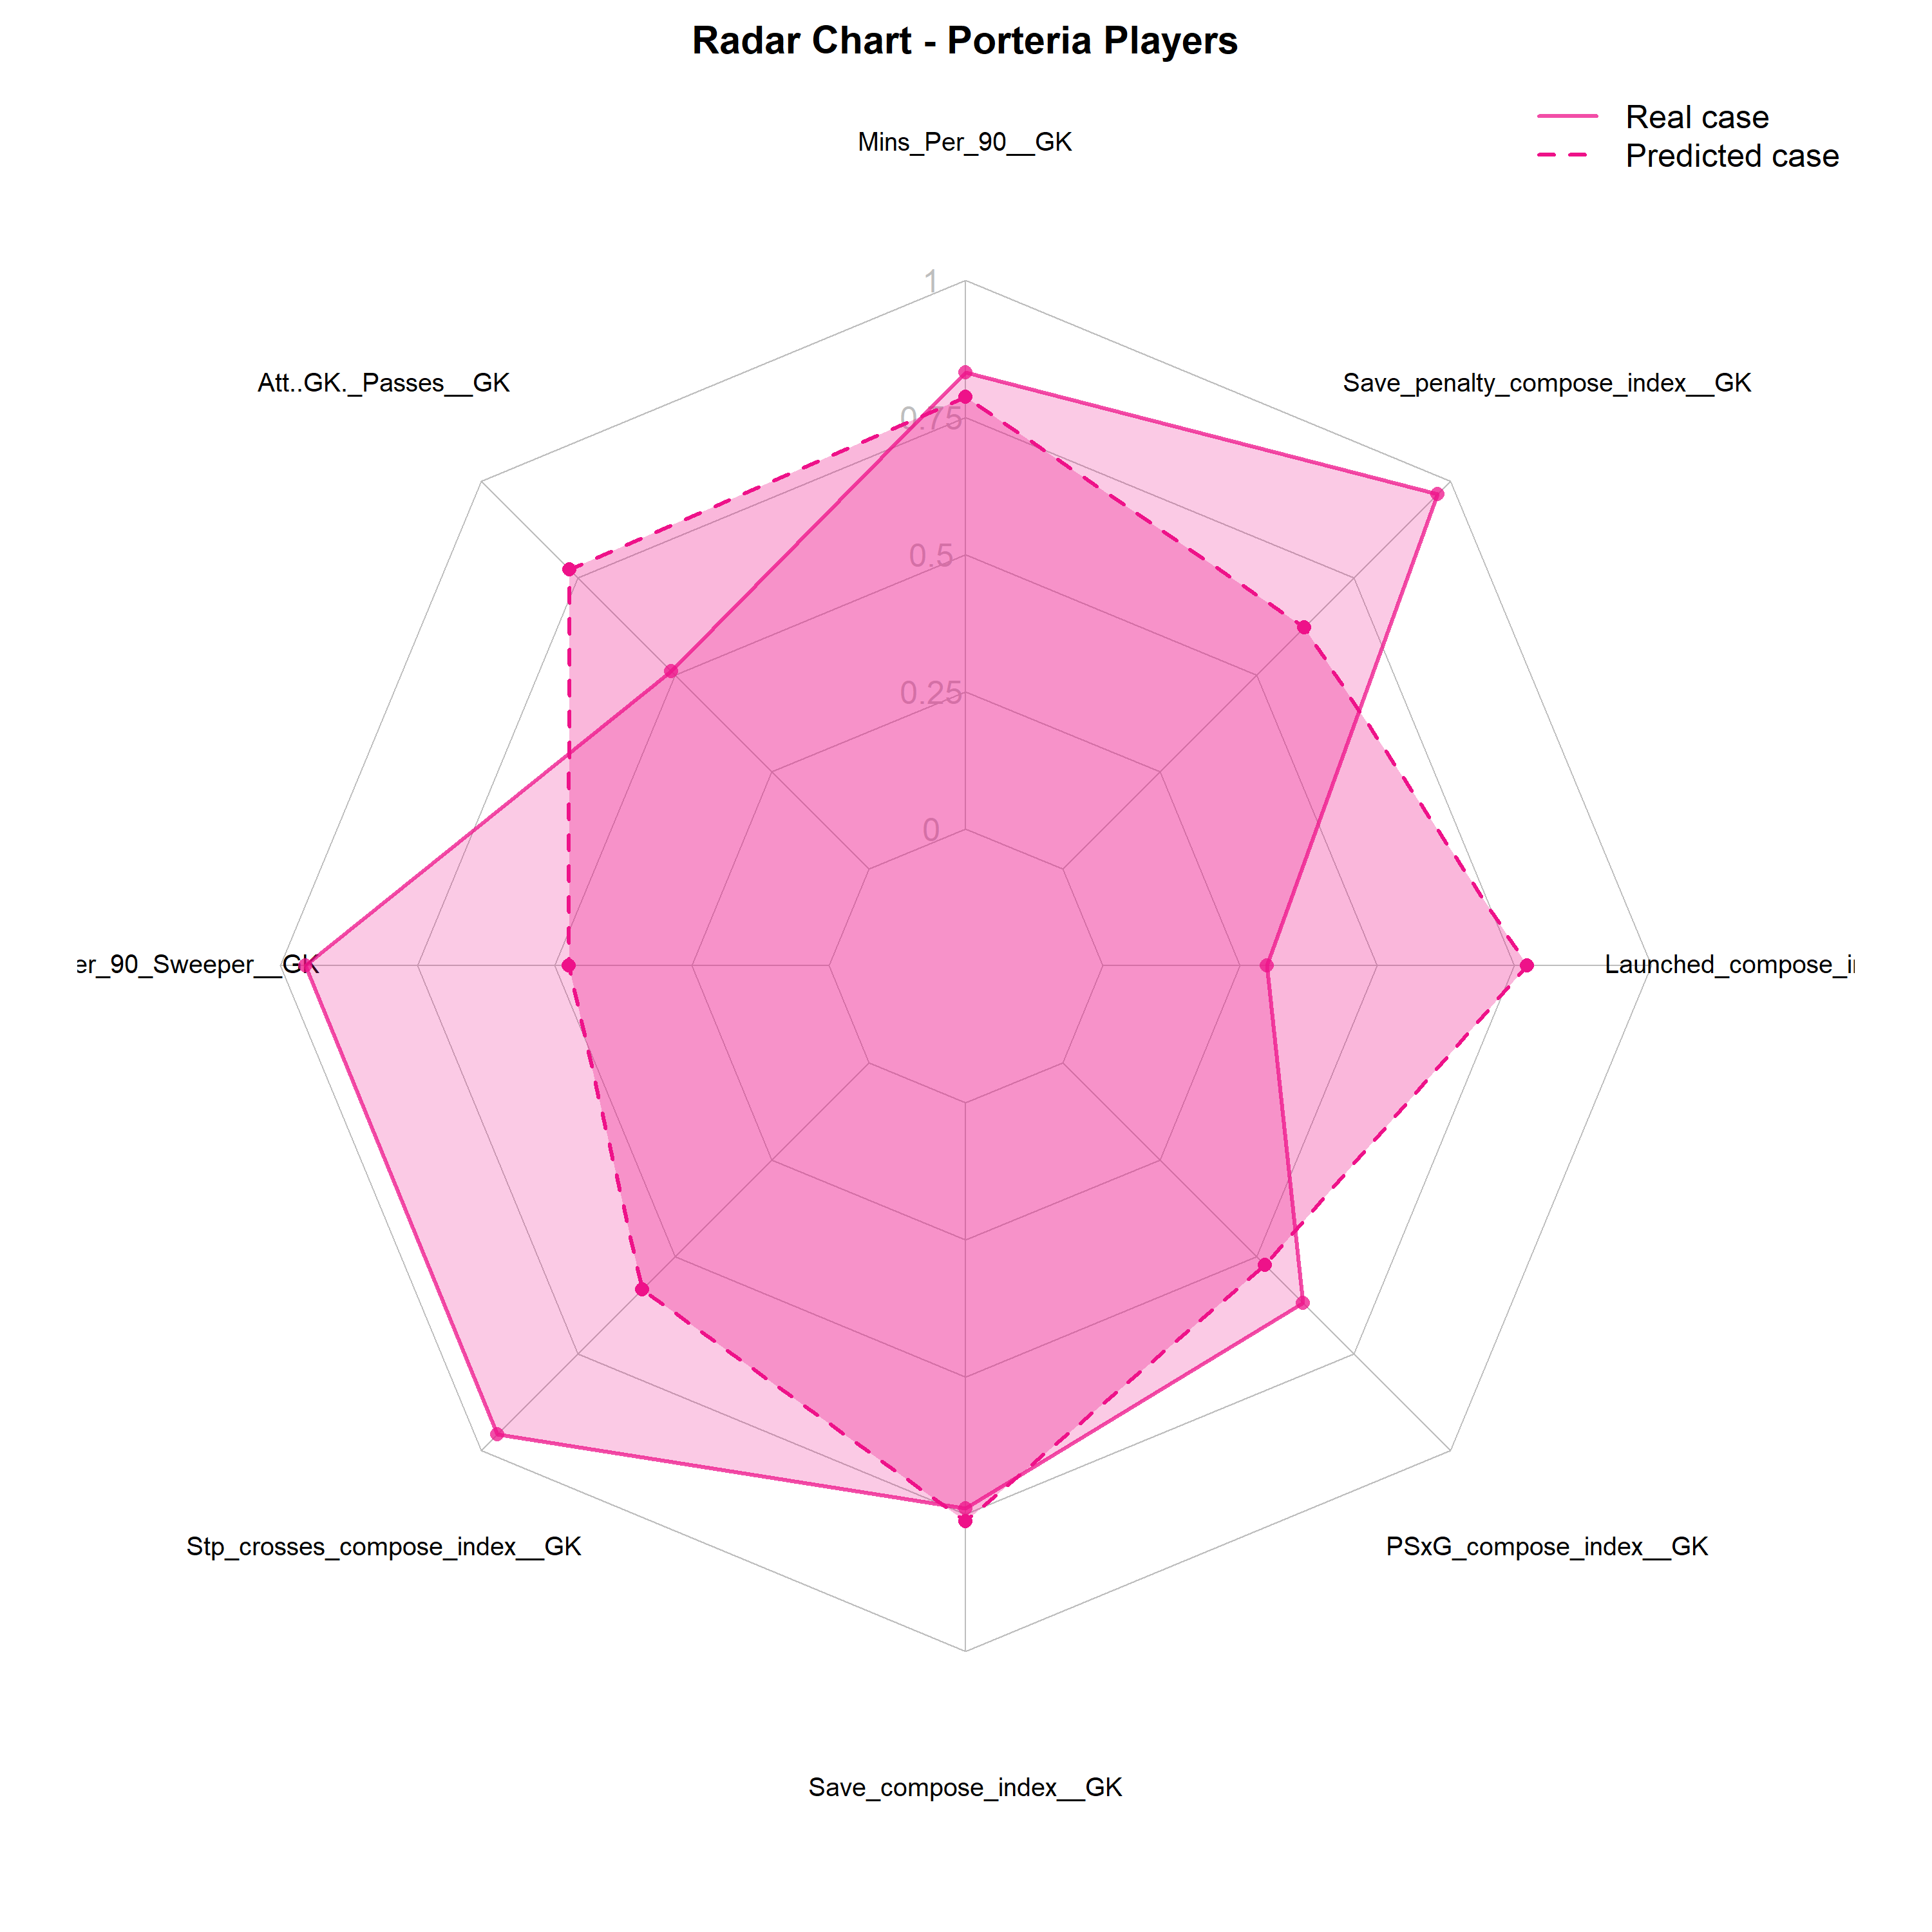 Radar Chart - Porteria Players
Real case
Predicted case
Mins_Per_90__GK
Att..GK._Passes__GK
Save_penalty_compose_index__GK
1
0.75
0.5
0.25
0
er_90_Sweeper__GK
Launched_compose_i
Stp_crosses_compose_index__GK
PSxG_compose_index__GK
Save_compose_index__GK